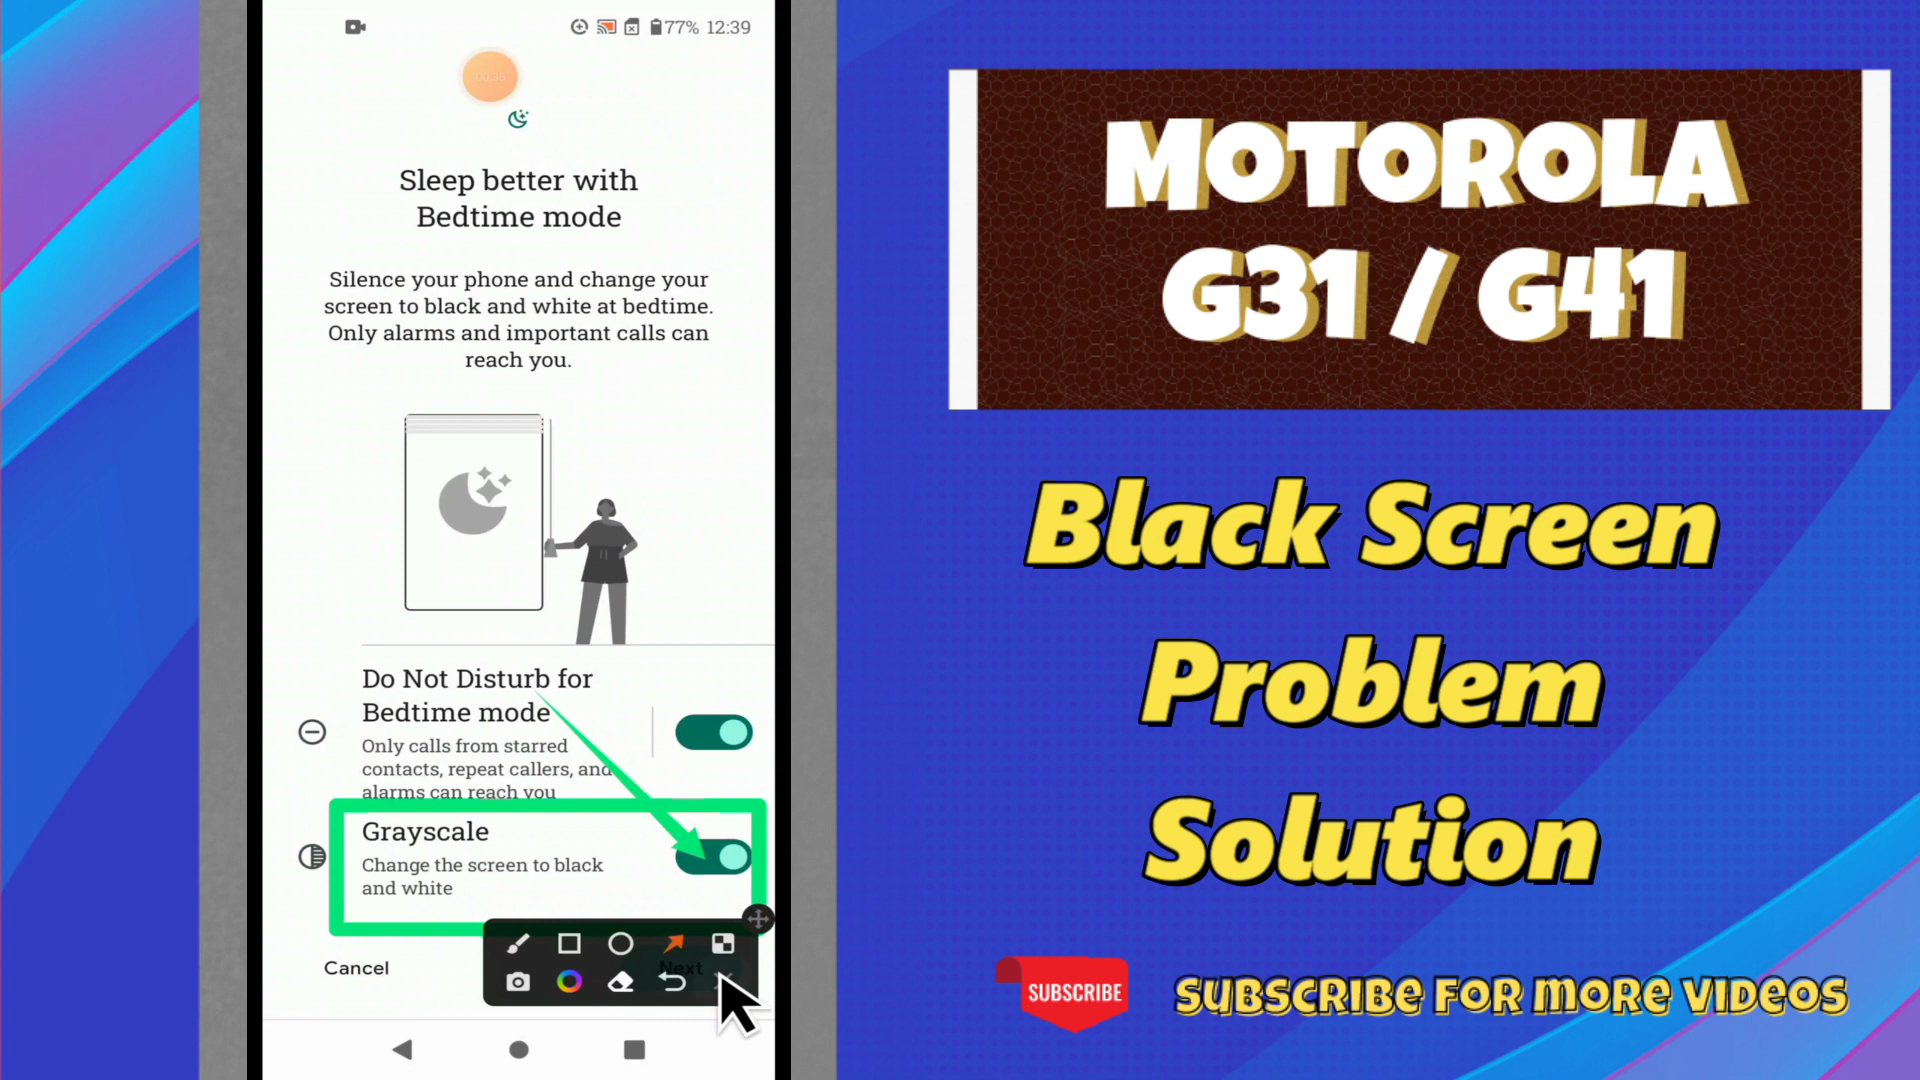 77% 12:39
00:33
Sleep better with
Bedtime mode
Silence your phone and change your
screen to black and white at bedtime.
Only alarms and important calls can
reach you.
Do Not Disturb for
Bedtime mode
Only calls from starred
contacts, repeat callers, and
alarms can reach you
Grayscale
Change the screen to black
and white
Cancel
Next
MOTOROLA
G31 / G41
Black Screen
Problem
Solution
SUBSCRIBE
SUBSCRIBe FOR mORe VIDeOS